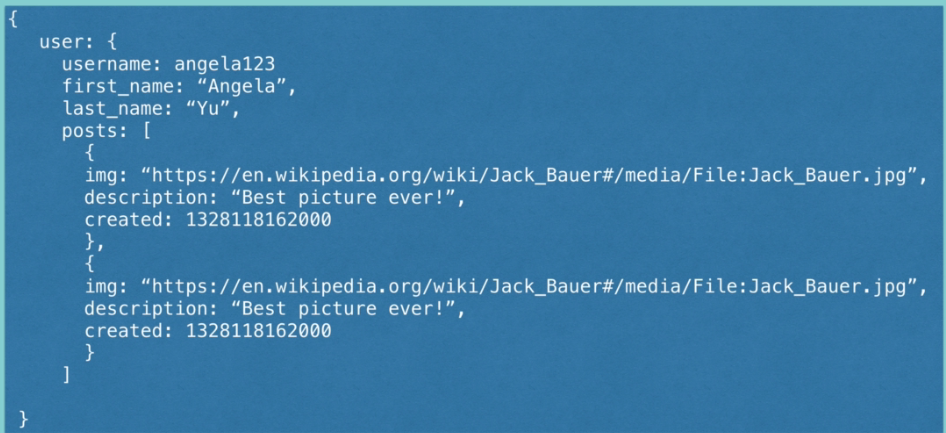 {
user: {
username: angela123
first_name: “Angela”,
last_name: “Yu”,
posts: [
{
img: “https://en.wikipedia.org/wiki/Jack_Bauer#/media/File:Jack_Bauer.jpg”,
description: “Best picture ever!”,
created: 1328118162000
},
{
img: “https://en.wikipedia.org/wiki/Jack_Bauer#/media/File:Jack_Bauer.jpg”,
description: “Best picture ever!”,
created: 1328118162000
}
]
}